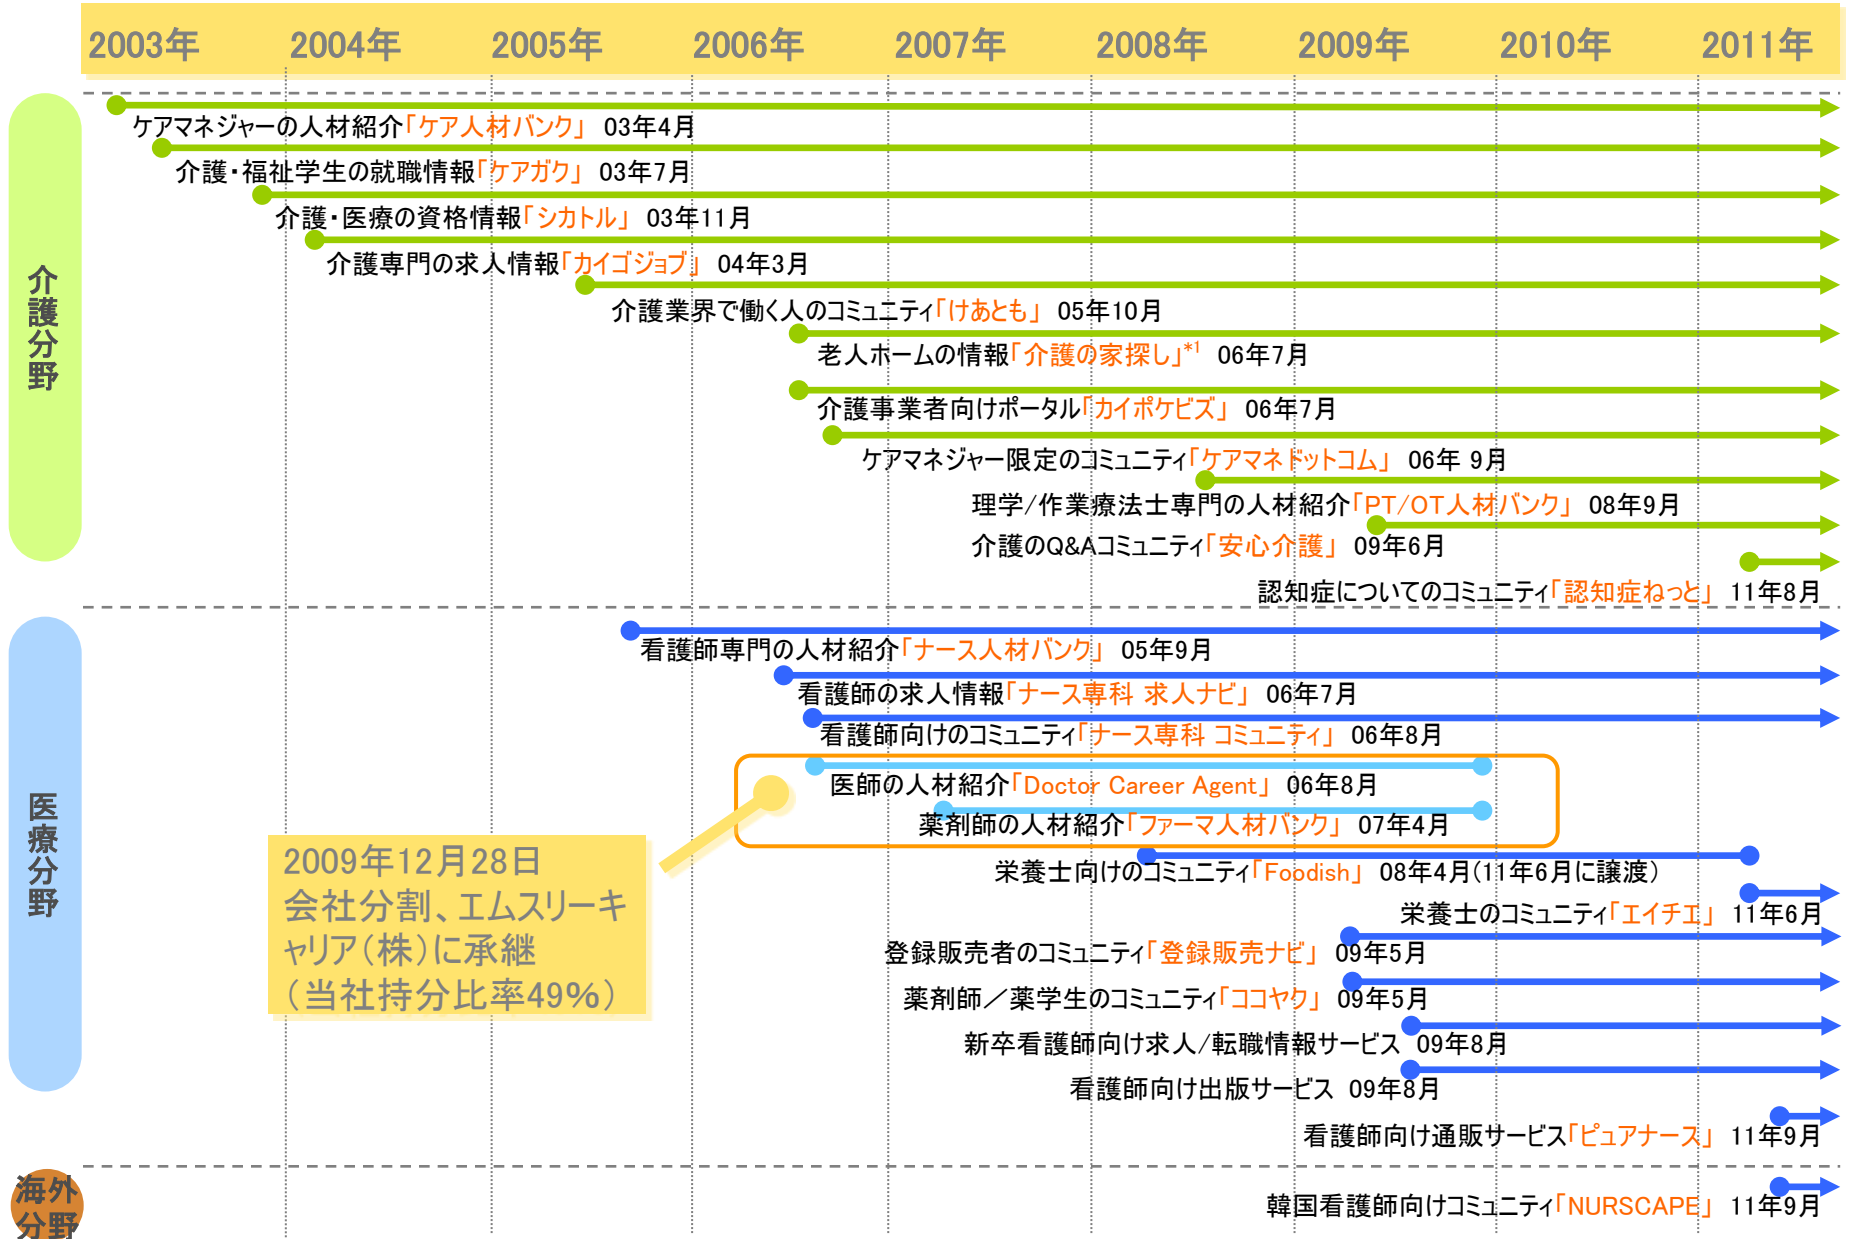 2003年 2004年 2005年 2006年 2007年 2008年 2009年 2010年 2011年
介護分野
ケアマネジャーの人材紹介「ケア人材バンク」 03年4月
介護・福祉学生の就職情報「ケアガク」 03年7月
介護・医療の資格情報「シカトル」 03年11月
介護専門の求人情報「カイゴジョブ」 04年3月
介護業界で働く人のコミュニティ「けあとも」 05年10月
老人ホームの情報「介護の家探し」*1 06年7月
介護事業者向けポータル「カイポケビズ」 06年7月
ケアマネジャー限定のコミュニティ「ケアマネドットコム」 06年 9月
理学/作業療法士専門の人材紹介「PT/OT人材バンク」 08年9月
介護のQ&Aコミュニティ「安心介護」 09年6月
認知症についてのコミュニティ「認知症ねっと」 11年8月
医療分野
看護師専門の人材紹介「ナース人材バンク」 05年9月
看護師の求人情報「ナース専科 求人ナビ」 06年7月
看護師向けのコミュニティ「ナース専科 コミュニティ」 06年8月
医師の人材紹介「Doctor Career Agent」 06年8月
薬剤師の人材紹介「ファーマ人材バンク」 07年4月
2009年12月28日
会社分割、エムスリーキ
ャリア（株）に承継
（当社持分比率49%）
栄養士向けのコミュニティ「Foodish」 08年4月(11年6月に譲渡)
栄養士のコミュニティ「エイチエ」 11年6月
登録販売者のコミュニティ「登録販売ナビ」 09年5月
薬剤師／薬学生のコミュニティ「ココヤク」 09年5月
新卒看護師向け求人/転職情報サービス 09年8月
看護師向け出版サービス 09年8月
看護師向け通販サービス「ピュアナース」 11年9月
海外
分野
韓国看護師向けコミュニティ「NURSCAPE」 11年9月